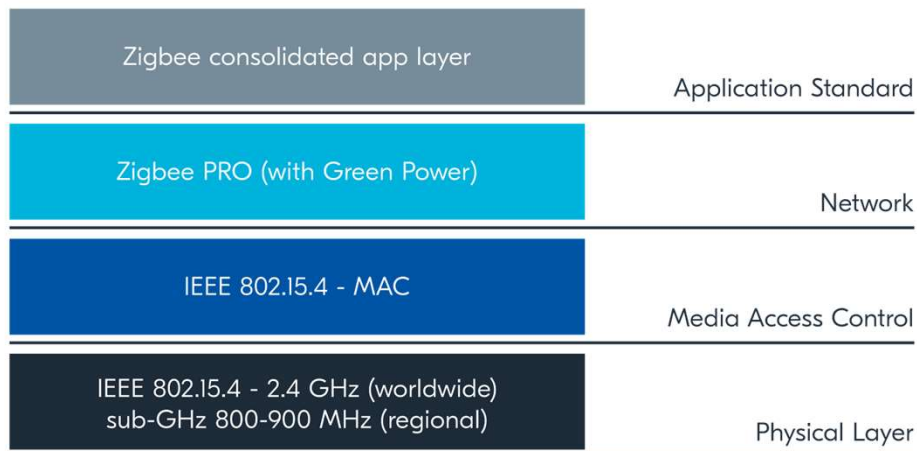 Zigbee consolidated app layer
Application Standard
Zigbee PRO (with Green Power)
Network
IEEE 802.15.4 - MAC
Media Access Control
IEEE 802.15.4 - 2.4 GHz (worldwide)
sub-GHz 800-900 MHz (regional)
Physical Layer